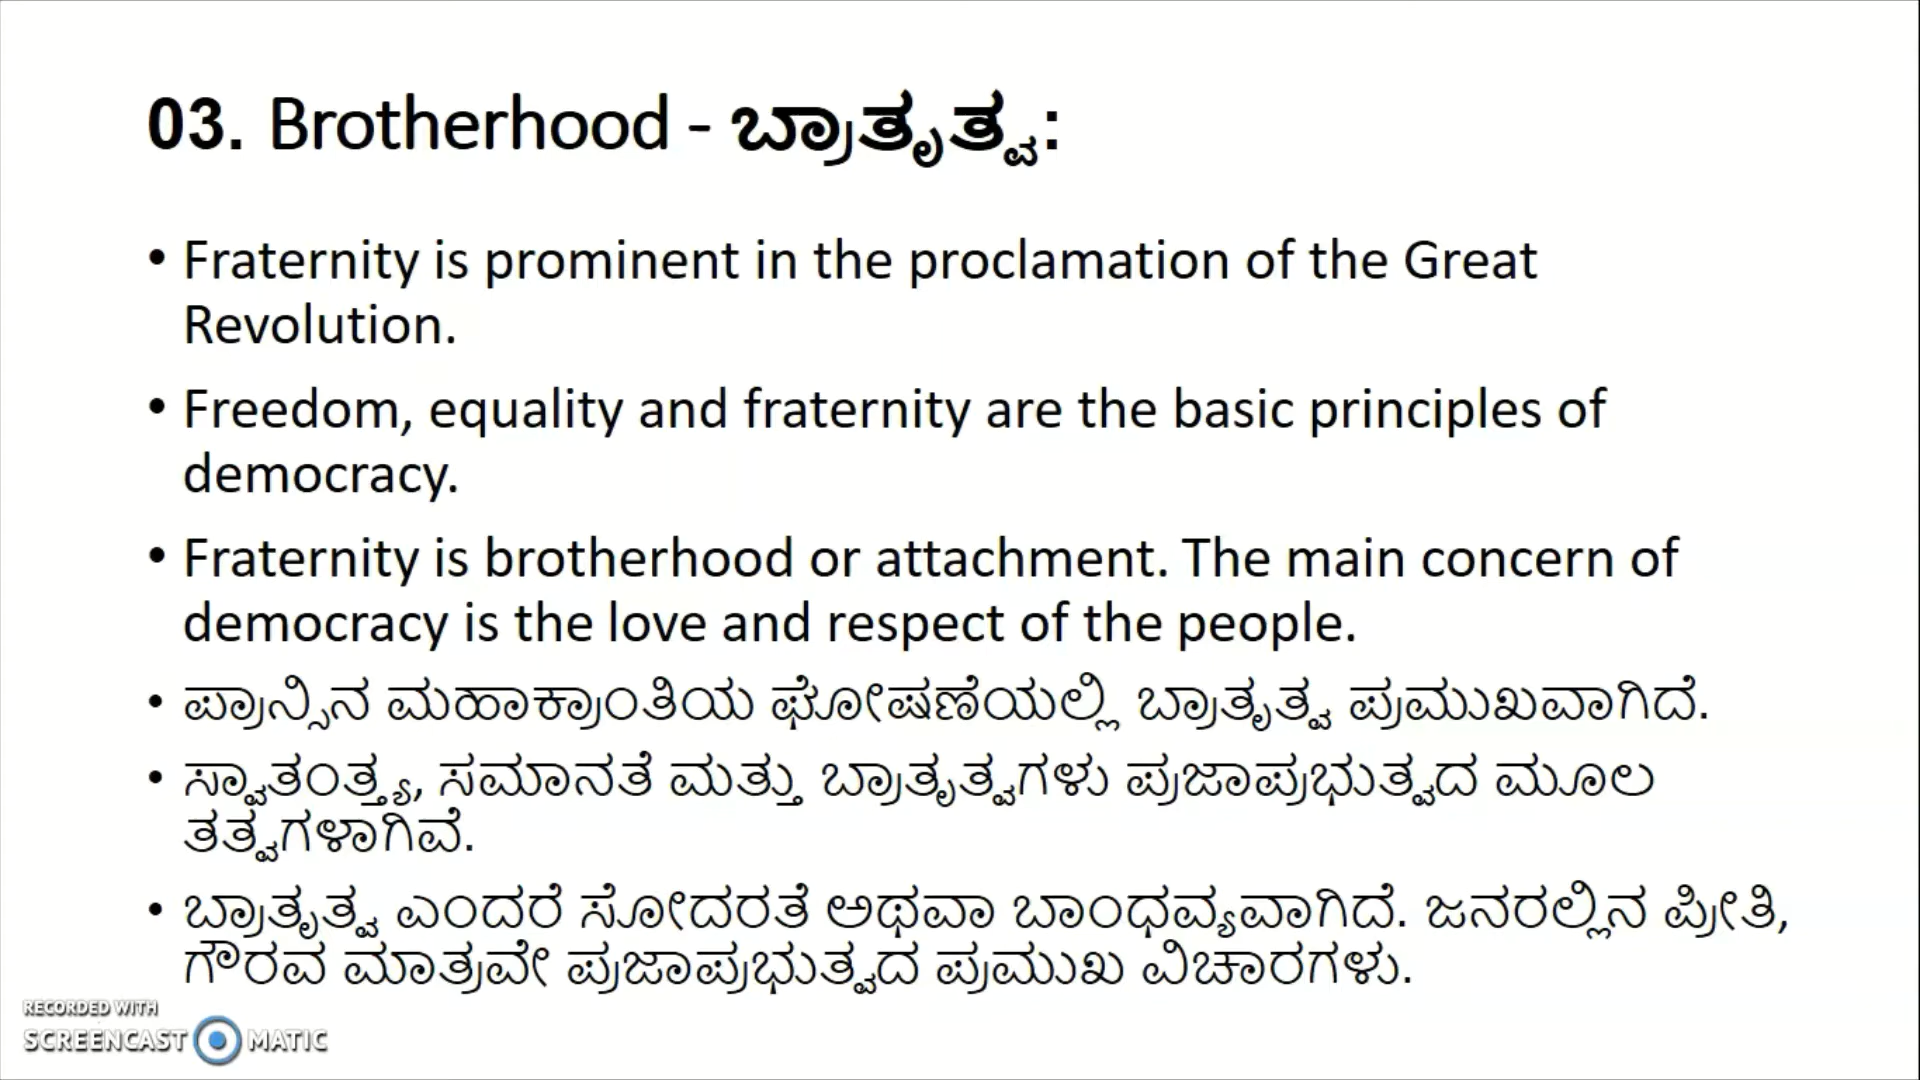 03. Brotherhood - ಬ್ರಾತೃತ್ವ:
• Fraternity is prominent in the proclamation of the Great
Revolution.
• Freedom, equality and fraternity are the basic principles of
democracy.
• Fraternity is brotherhood or attachment. The main concern of
democracy is the love and respect of the people.
• ಪ್ರಾನ್ಸಿನ ಮಹಾಕ್ರಾಂತಿಯ ಘೋಷಣೆಯಲ್ಲಿ ಬ್ರಾತೃತ್ವ ಪ್ರಮುಖವಾಗಿದೆ.
• ಸ್ವಾತಂತ್ರ್ಯ, ಸಮಾನತೆ ಮತ್ತು ಬ್ರಾತೃತ್ವಗಳು ಪ್ರಜಾಪ್ರಭುತ್ವದ ಮೂಲ
ತತ್ವಗಳಾಗಿವೆ.
• ಬ್ರಾತೃತ್ವ ಎಂದರೆ ಸೋದರತೆ ಅಥವಾ ಬಾಂಧವ್ಯವಾಗಿದೆ. ಜನರಲ್ಲಿನ ಪ್ರೀತಿ,
ಗೌರವ ಮಾತ್ರವೇ ಪ್ರಜಾಪ್ರಭುತ್ವದ ಪ್ರಮುಖ ವಿಚಾರಗಳು.
RECORDED WITH
SCREENCAST MATIC